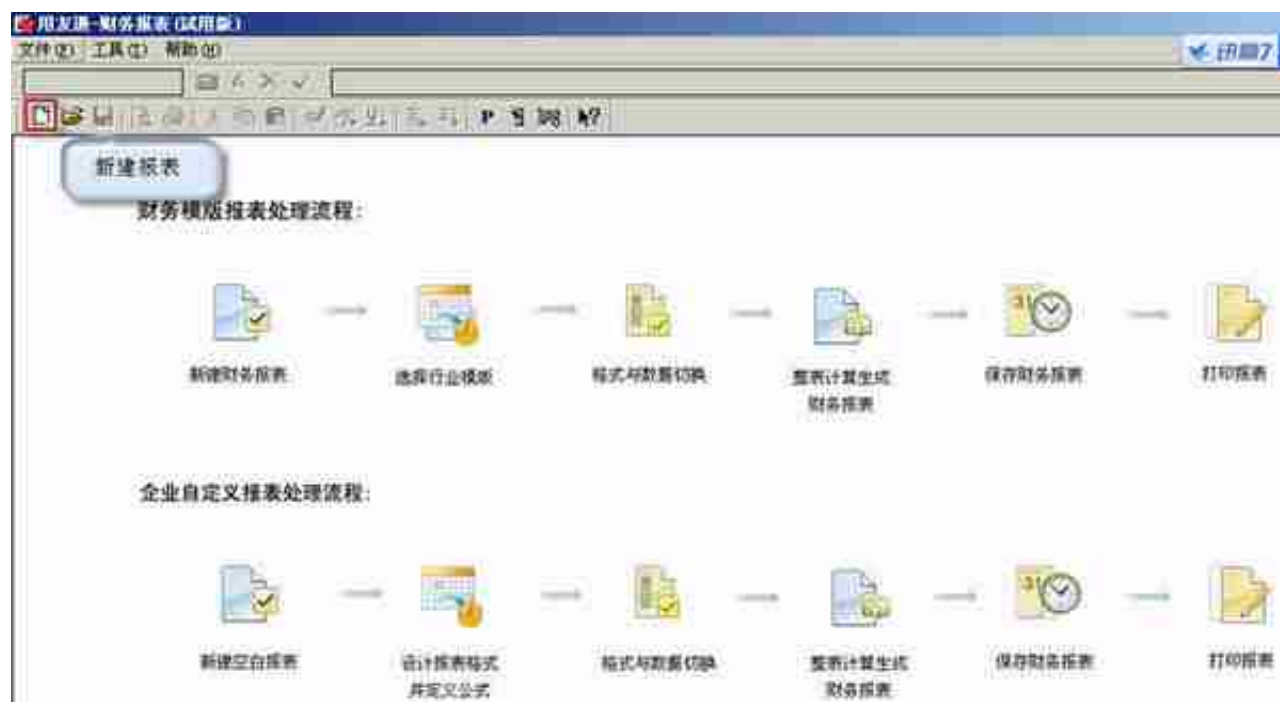 用友通-财务报表(试用版)
文件(F) 工具(T) 帮助(H)
新建报表
财务模版报表处理流程:
新建财务报表 选择行业模版 格式与数据切换 整表计算生成 保存财务报表 打印报表
财务报表
企业自定义报表处理流程:
新建空白报表 设计报表格式 格式与数据切换 整表计算生成 保存财务报表 打印报表
并定义公式 财务报表